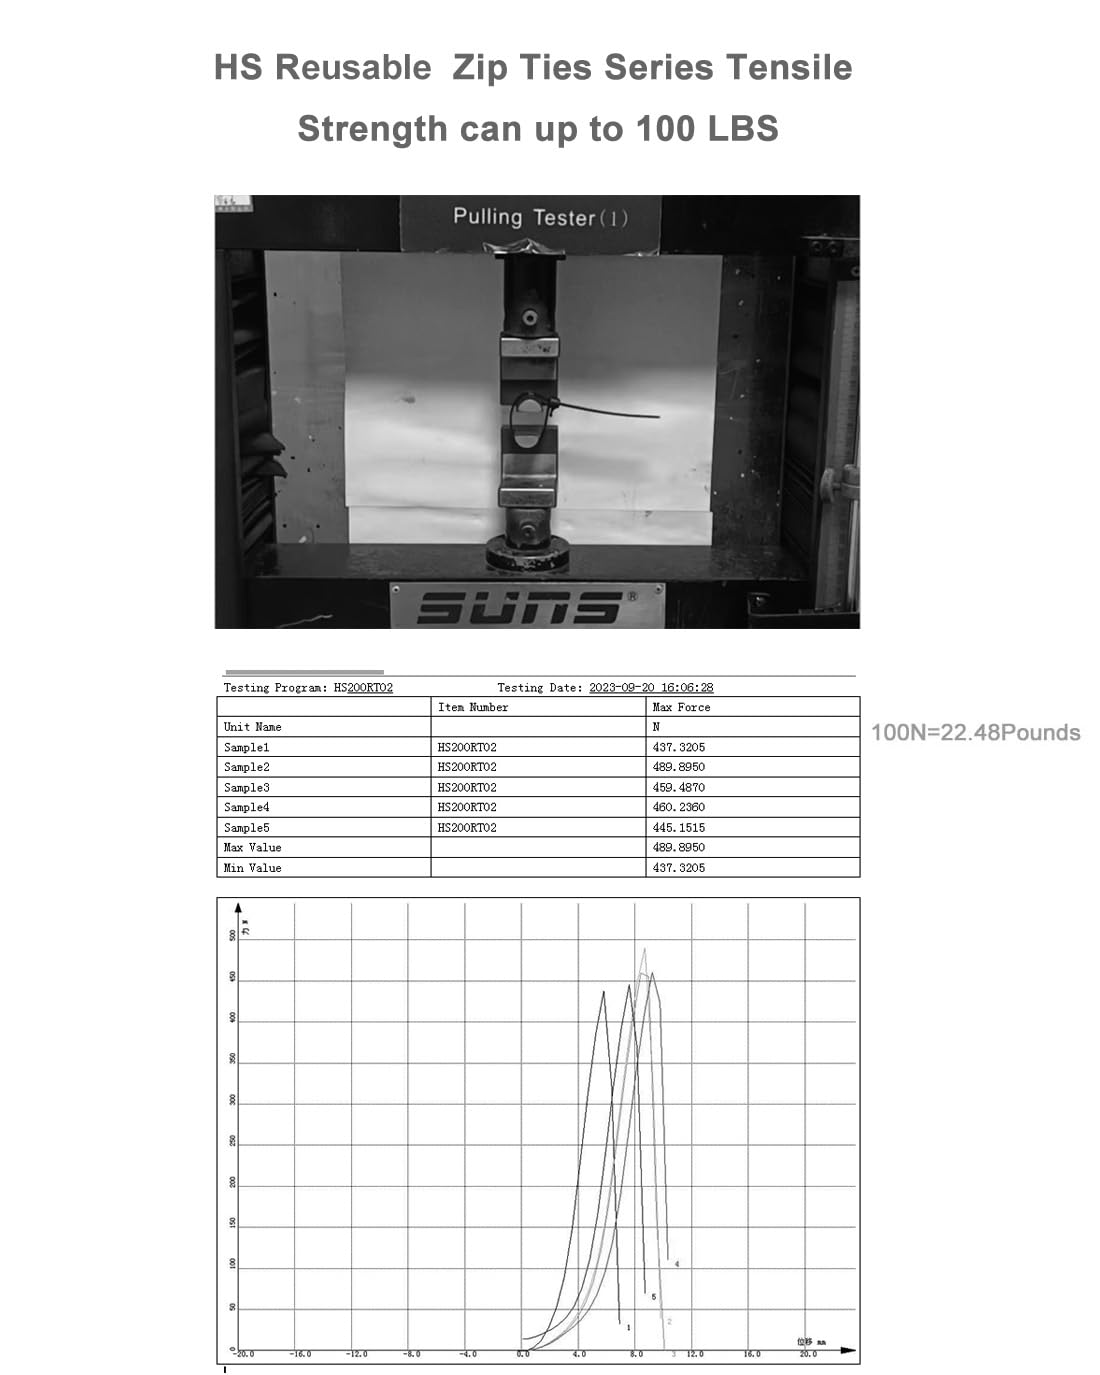 HS Reusable Zip Ties Series Tensile
Strength can up to 100 LBS
Pulling Tester(1)
SUNS®
Testing Program: HS200RT02 Testing Date: 2023-09-20 16:06:28
Item Number Max Force
Unit Name N
100N=22.48Pounds
Sample1 HS200RT02 437.3205
Sample2 HS200RT02 489.8950
Sample3 HS200RT02 459.4870
Sample4 HS200RT02 460.2360
Sample5 HS200RT02 445.1515
Max Value 489.8950
Min Value 437.3205
力 N
500
450
400
350
300
250
200
150
100
50
0
4
5
2
1
位移 mm
-20.0 -16.0 -12.0 -8.0 -4.0 0.0 4.0 8.0 3 12.0 16.0 20.0